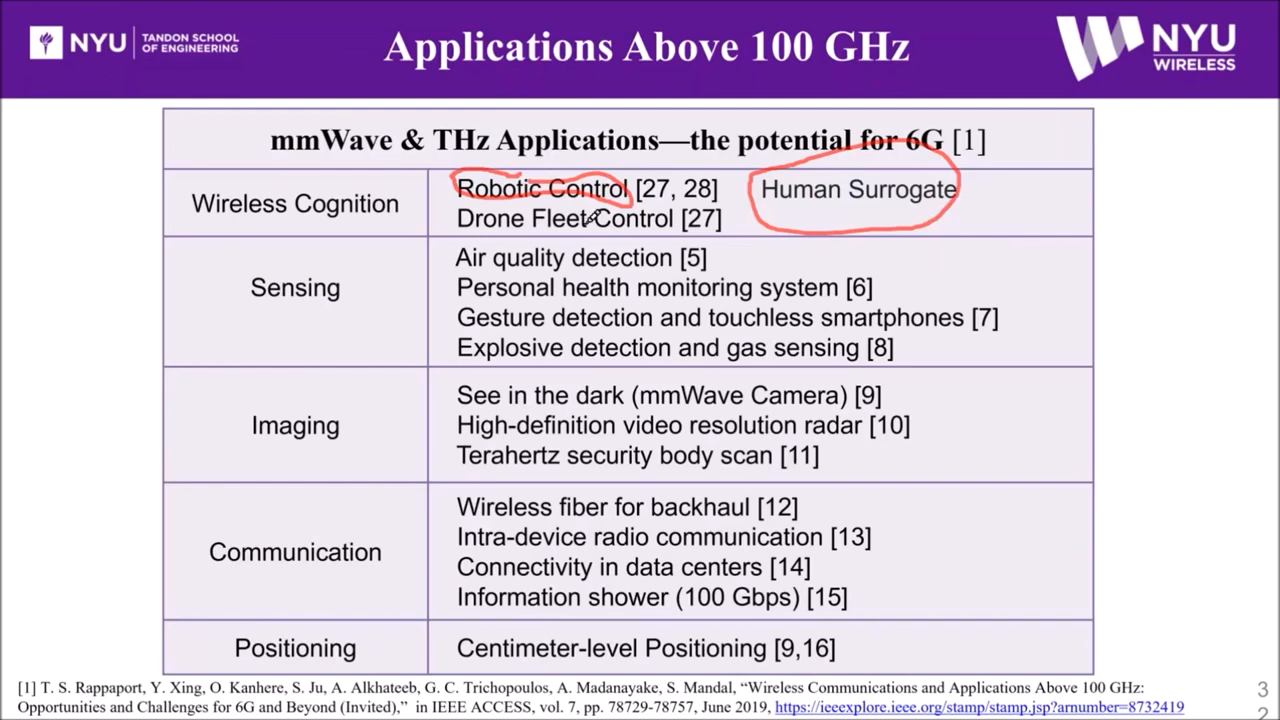 NYU
TANDON SCHOOL
OF ENGINEERING
Applications Above 100 GHz
NYU
WIRELESS
mmWave & THz Applications—the potential for 6G [1]
Wireless Cognition
Robotic Control [27, 28]
Human Surrogate
Drone Fleet Control [27]
Sensing
Air quality detection [5]
Personal health monitoring system [6]
Gesture detection and touchless smartphones [7]
Explosive detection and gas sensing [8]
Imaging
See in the dark (mmWave Camera) [9]
High-definition video resolution radar [10]
Terahertz security body scan [11]
Communication
Wireless fiber for backhaul [12]
Intra-device radio communication [13]
Connectivity in data centers [14]
Information shower (100 Gbps) [15]
Positioning
Centimeter-level Positioning [9,16]
[1] T. S. Rappaport, Y. Xing, O. Kanhere, S. Ju, A. Alkhateeb, G. C. Trichopoulos, A. Madanayake, S. Mandal, “Wireless Communications and Applications Above 100 GHz:
Opportunities and Challenges for 6G and Beyond (Invited),” in IEEE ACCESS, vol. 7, pp. 78729-78757, June 2019, https://ieeexplore.ieee.org/stamp/stamp.jsp?arnumber=8732419
3
2